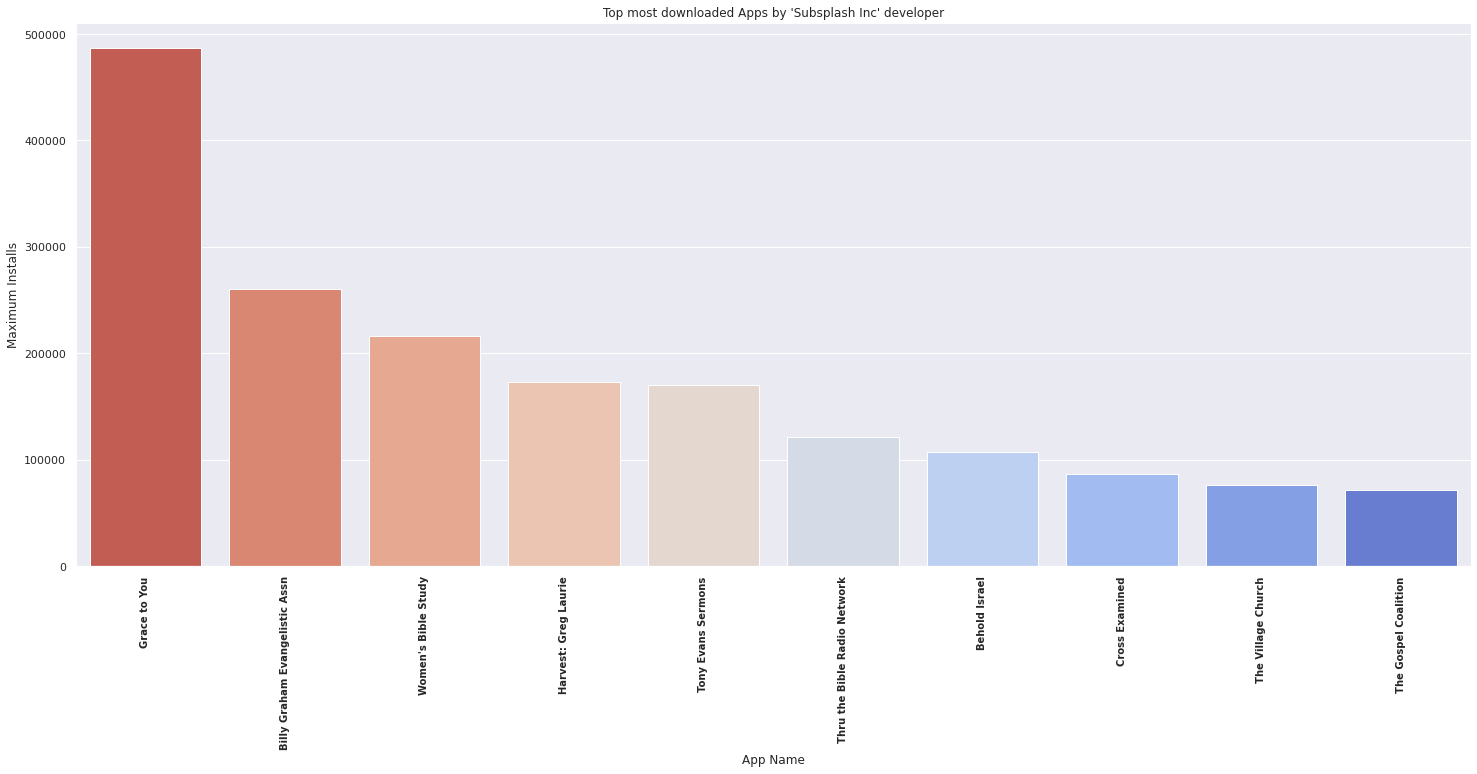 Top most downloaded Apps by 'Subsplash Inc' developer
Maximum Installs
500000
400000
300000
200000
100000
0
Grace to You
Billy Graham Evangelistic Assn
Women's Bible Study
Harvest: Greg Laurie
Tony Evans Sermons
Thru the Bible Radio Network
Behold Israel
Cross Examined
The Village Church
The Gospel Coalition
App Name